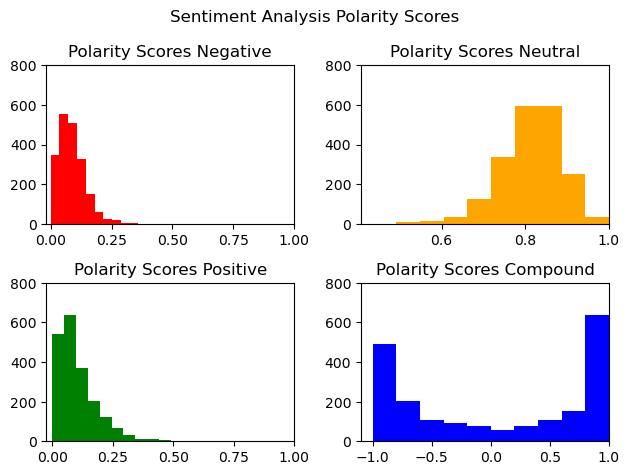 Sentiment Analysis Polarity Scores
Polarity Scores Negative
800
600
400
200
0
0.00 0.25 0.50 0.75 1.00
Polarity Scores Neutral
800
600
400
200
0
0.6 0.8 1.0
Polarity Scores Positive
800
600
400
200
0
0.00 0.25 0.50 0.75 1.00
Polarity Scores Compound
800
600
400
200
0
−1.0 −0.5 0.0 0.5 1.0